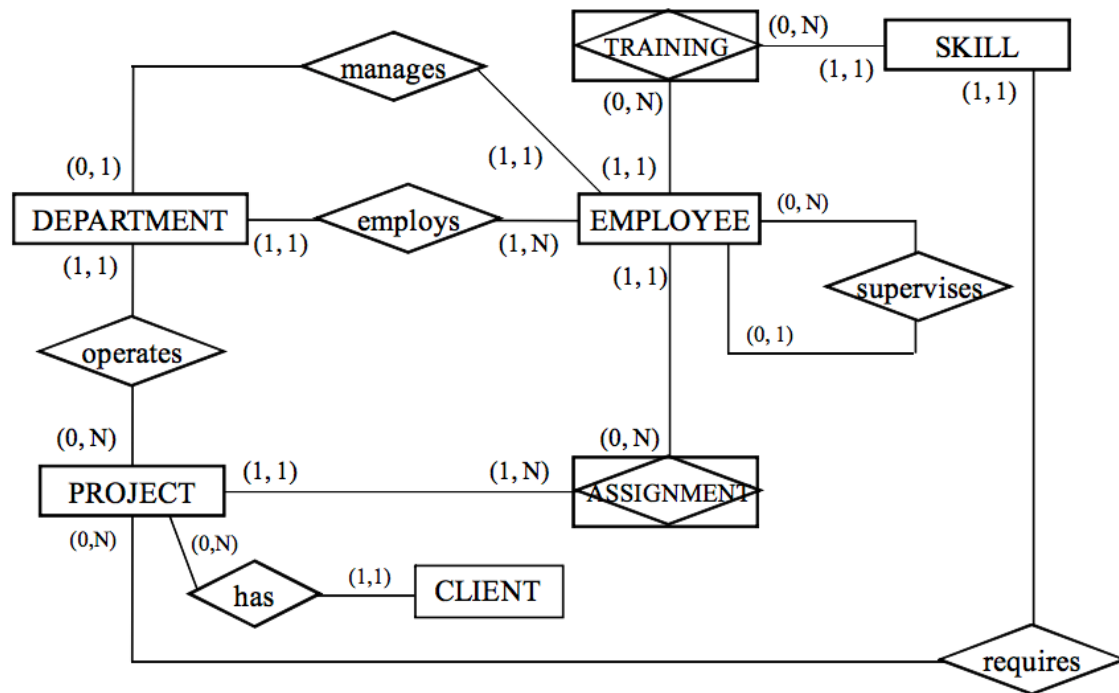 (0, N)
TRAINING
SKILL
manages
(1, 1)
(1, 1)
(0, N)
(0, 1)
(1, 1)
(1, 1)
DEPARTMENT
employs
EMPLOYEE
(0, N)
(1, 1)
(1, N)
(1, 1)
(1, 1)
supervises
(0, 1)
operates
(0, N)
(0, N)
(1, 1)
(1, N)
PROJECT
ASSIGNMENT
(0,N)
(0,N)
(1,1)
has
CLIENT
requires